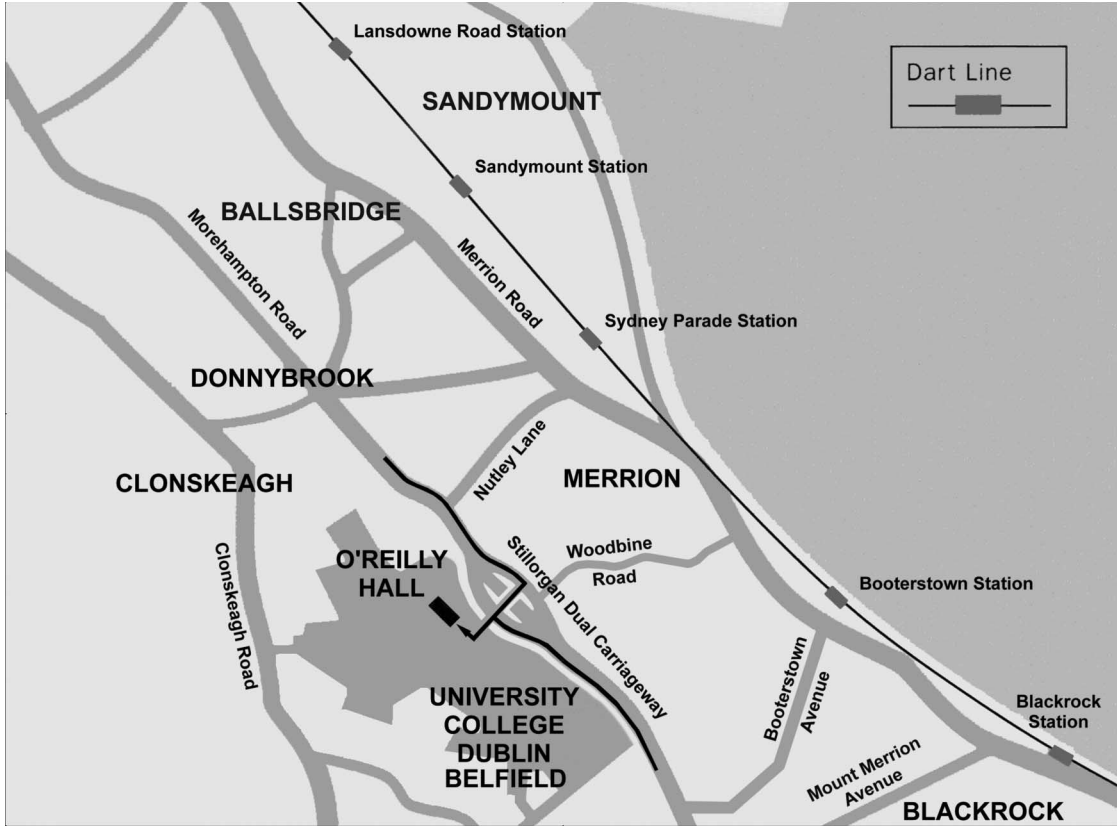 Lansdowne Road Station
Dart Line
SANDYMOUNT
Sandymount Station
BALLSBRIDGE
Morehampton Road
Merrion Road
Sydney Parade Station
DONNYBROOK
Nutley Lane
CLONSKEAGH
MERRION
O'REILLY
HALL
Stillorgan Dual Carriageway
Woodbine
Road
Clonskeagh Road
Booterstown Station
Booterstown
Avenue
UNIVERSITY
COLLEGE
DUBLIN
BELFIELD
Blackrock
Station
Mount Merrion
Avenue
BLACKROCK